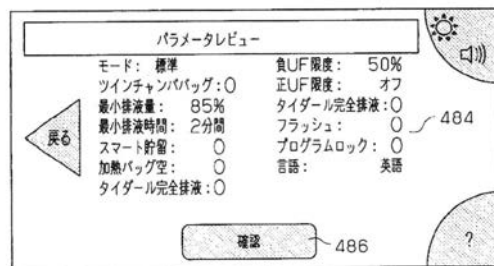 パラメータレビュー
モード： 標準
ツインチャンババッグ：〇
最小排液量： 85%
最小排液時間： 2分間
スマート貯留： 〇
加熱バッグ空： 〇
タイダール完全排液：〇
負UF限度： 50%
正UF限度： オフ
タイダール完全排液：〇
フラッシュ： 〇
プログラムロック： 〇
言語： 英語
484
戻る
確認
486
?